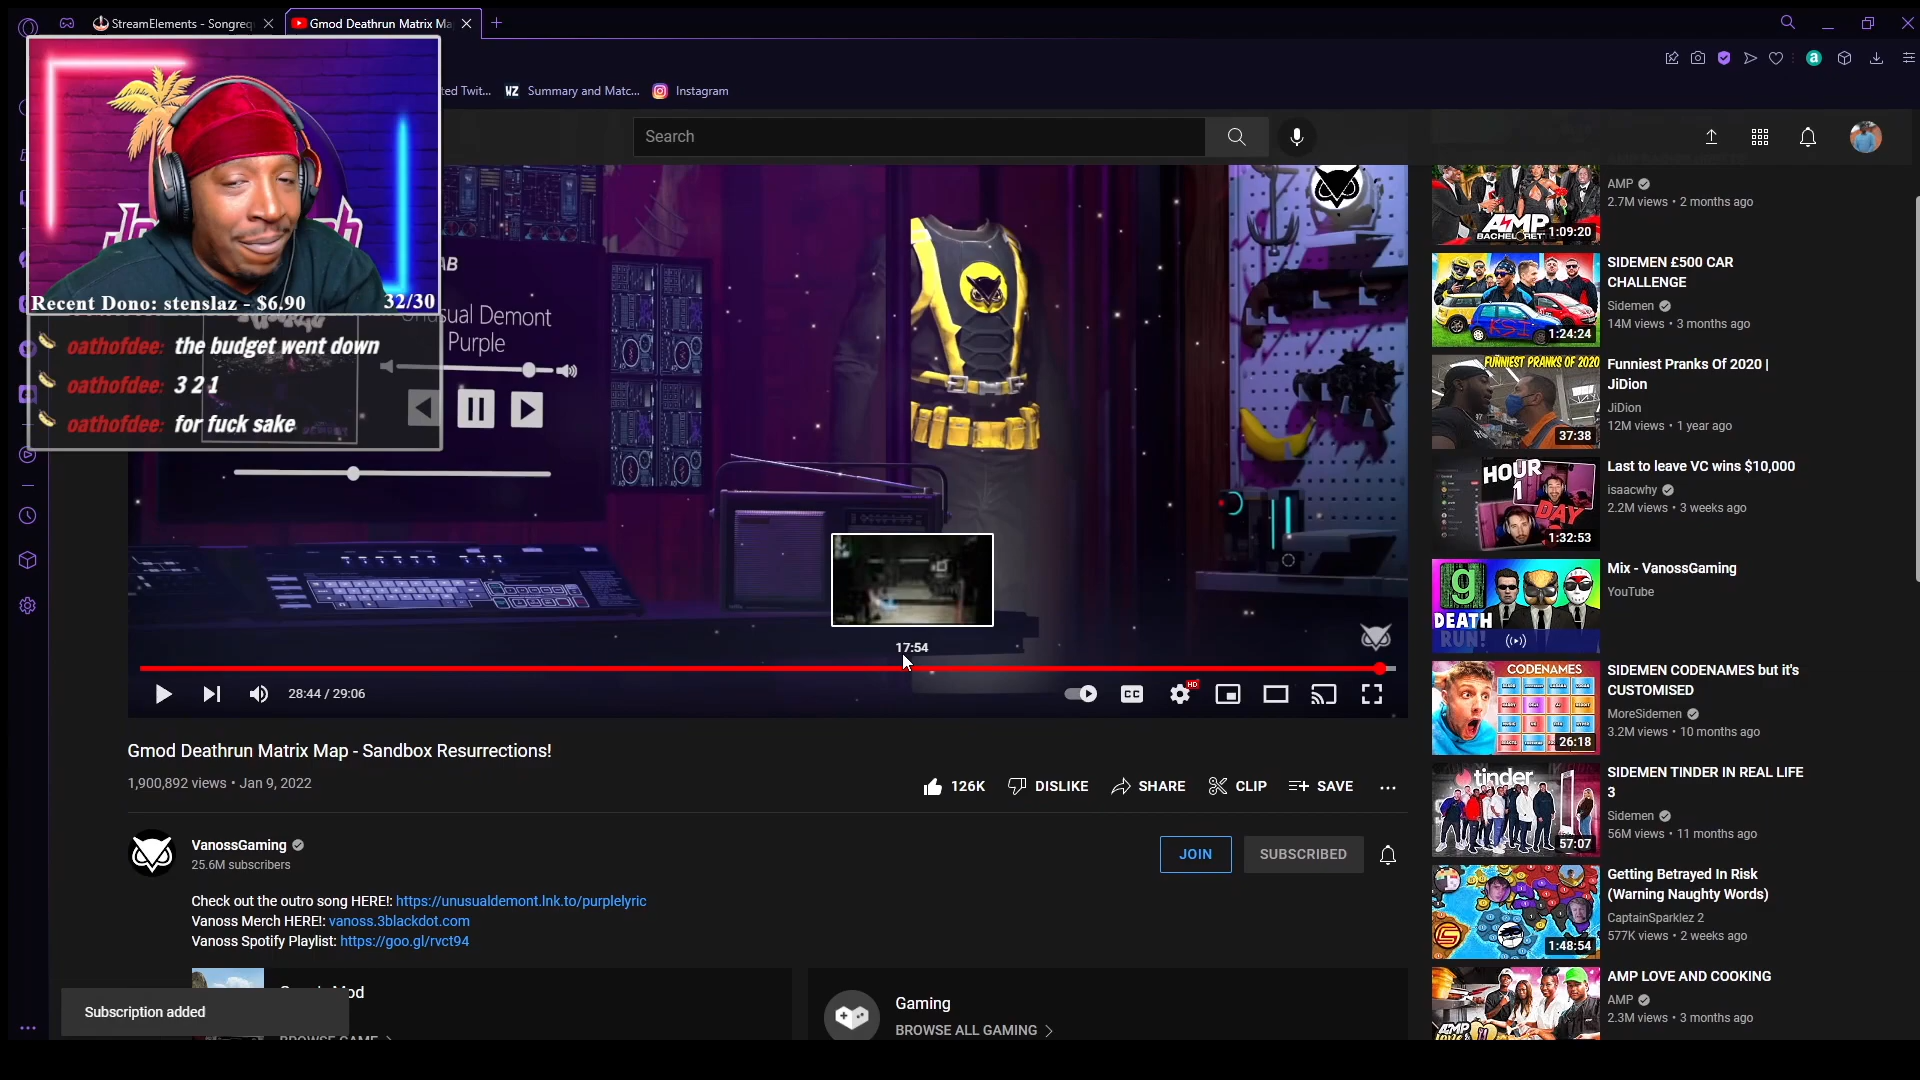 StreamElements - Songreq
Gmod Deathrun Matrix Ma
ted Twit...
WZ Summary and Matc...
Instagram
Search
Recent Dono: stenslaz - $6.90
32/30
oathofdee: the budget went down
oathofdee: 3 2 1
oathofdee: for fuck sake
AB
Unusual Demont
Purple
17:54
28:44 / 29:06
CC
HD
Gmod Deathrun Matrix Map - Sandbox Resurrections!
1,900,892 views • Jan 9, 2022
126K
DISLIKE
SHARE
CLIP
SAVE
VanossGaming
25.6M subscribers
JOIN
SUBSCRIBED
Check out the outro song HERE!: https://unusualdemont.lnk.to/purplelyric
Vanoss Merch HERE!: vanoss.3blackdot.com
Vanoss Spotify Playlist: https://goo.gl/rvct94
Gaming
BROWSE ALL GAMING
Subscription added
AMP
2.7M views • 2 months ago
AMP
1:09:20
SIDEMEN £500 CAR
CHALLENGE
Sidemen
14M views • 3 months ago
KSI
1:24:24
FUNNIEST PRANKS OF 2020
Funniest Pranks Of 2020 |
JiDion
JiDion
12M views • 1 year ago
37:38
HOUR
1
DAY
Last to leave VC wins $10,000
isaacwhy
2.2M views • 3 weeks ago
1:32:53
Mix - VanossGaming
YouTube
g
DEATH
RUN!
CODENAMES
SIDEMEN CODENAMES but it's
CUSTOMISED
MoreSidemen
3.2M views • 10 months ago
26:18
tinder
SIDEMEN TINDER IN REAL LIFE
3
Sidemen
56M views • 11 months ago
57:07
Getting Betrayed In Risk
(Warning Naughty Words)
CaptainSparklez 2
577K views • 2 weeks ago
1:48:54
AMP LOVE AND COOKING
AMP
2.3M views • 3 months ago
AMP